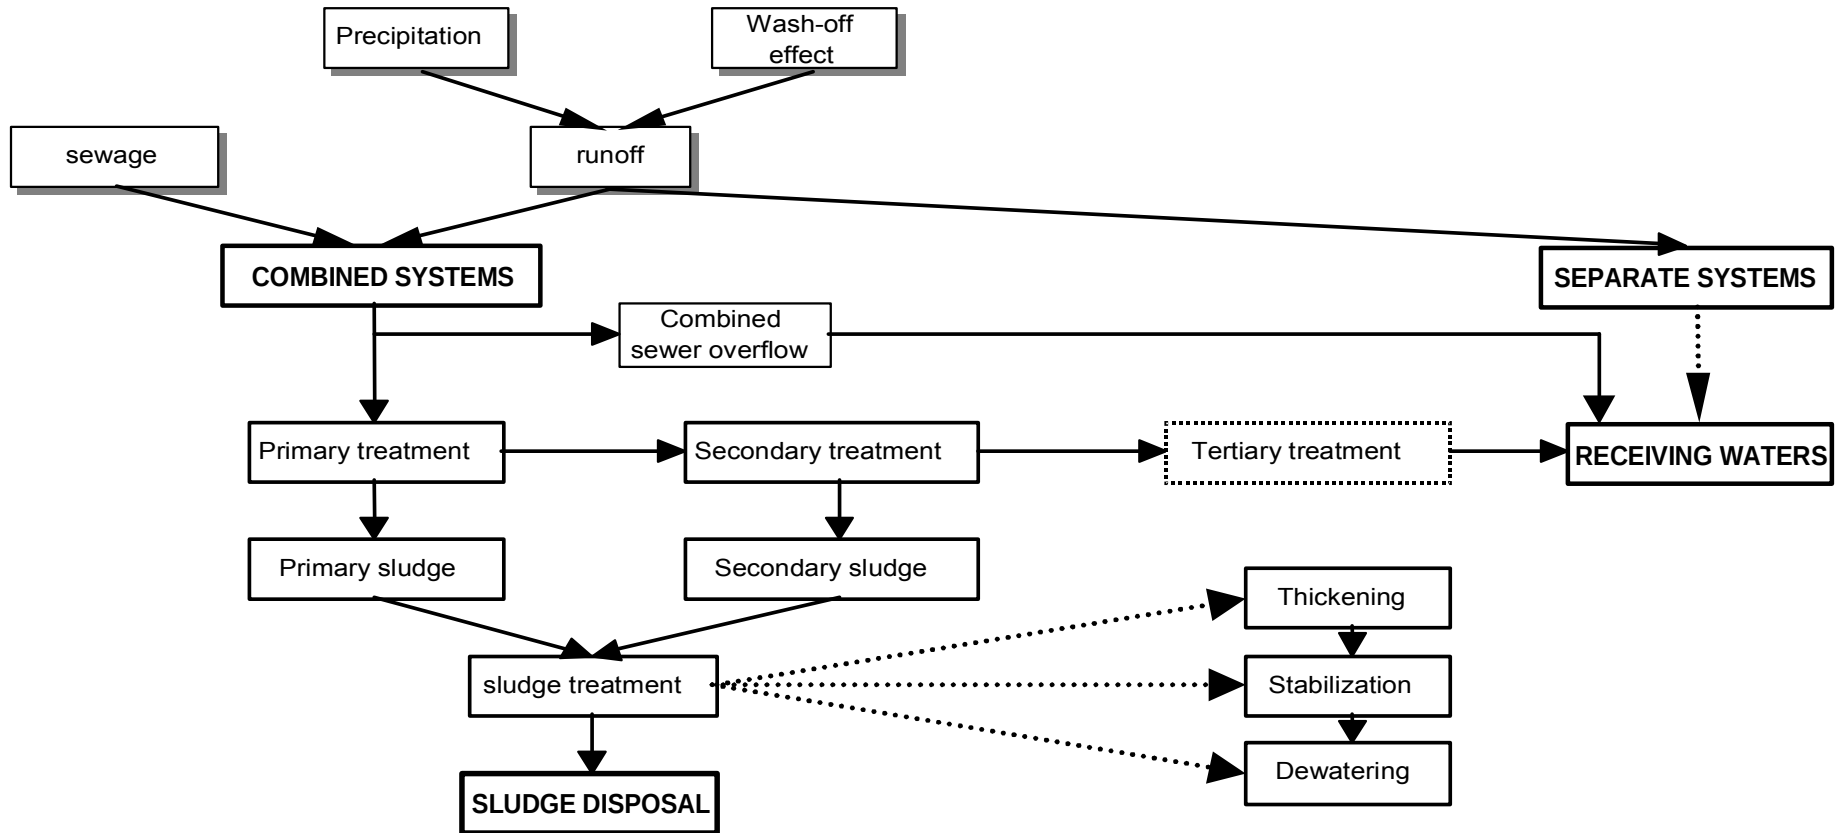 Precipitation
Wash-off
effect
sewage
runoff
COMBINED SYSTEMS
SEPARATE SYSTEMS
Combined
sewer overflow
Primary treatment
Secondary treatment
Tertiary treatment
RECEIVING WATERS
Primary sludge
Secondary sludge
Thickening
sludge treatment
Stabilization
Dewatering
SLUDGE DISPOSAL